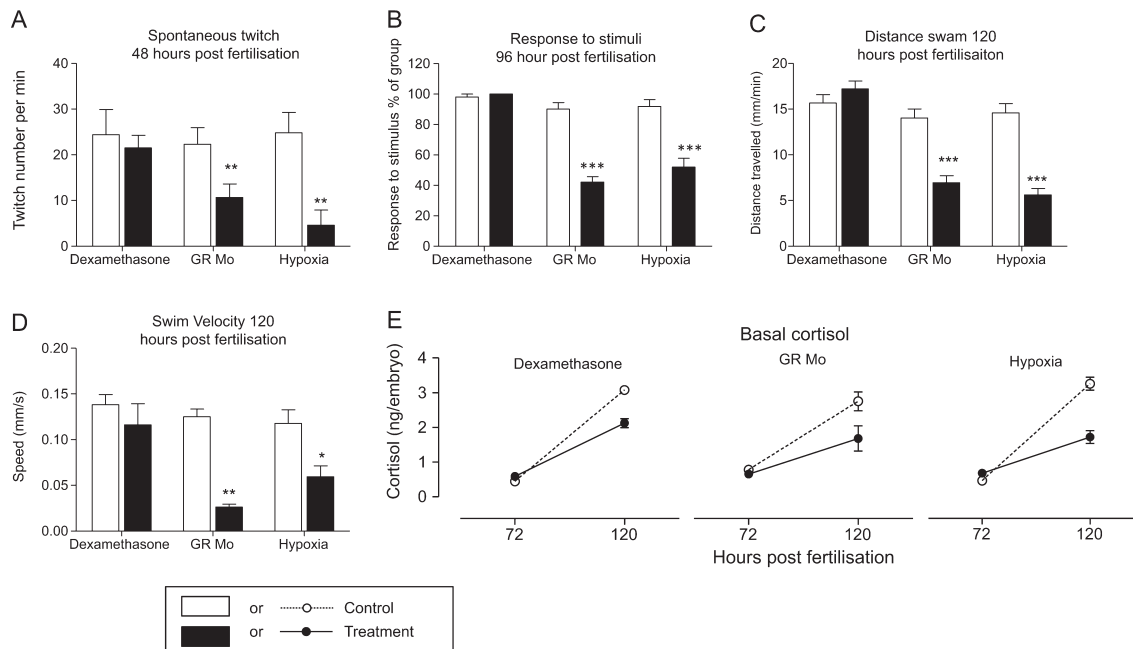 A
Spontaneous twitch
48 hours post fertilisation
Twitch number per min
40
30
20
10
0
**
**
Dexamethasone GR Mo Hypoxia
B
Response to stimuli
96 hour post fertilisation
Response to stimulus % of group
120
100
80
60
40
20
0
***
***
Dexamethasone GR Mo Hypoxia
C
Distance swam 120
hours post fertilisaiton
Distance travelled (mm/min)
20
15
10
5
0
***
***
Dexamethasone GR Mo Hypoxia
D
Swim Velocity 120
hours post fertilisation
Speed (mm/s)
0.20
0.15
0.10
0.05
0.00
**
*
Dexamethasone GR Mo Hypoxia
E
Basal cortisol
Dexamethasone GR Mo Hypoxia
Cortisol (ng/embryo)
4
3
2
1
0
72 120 72 120 72 120
Hours post fertilisation
or Control
or Treatment